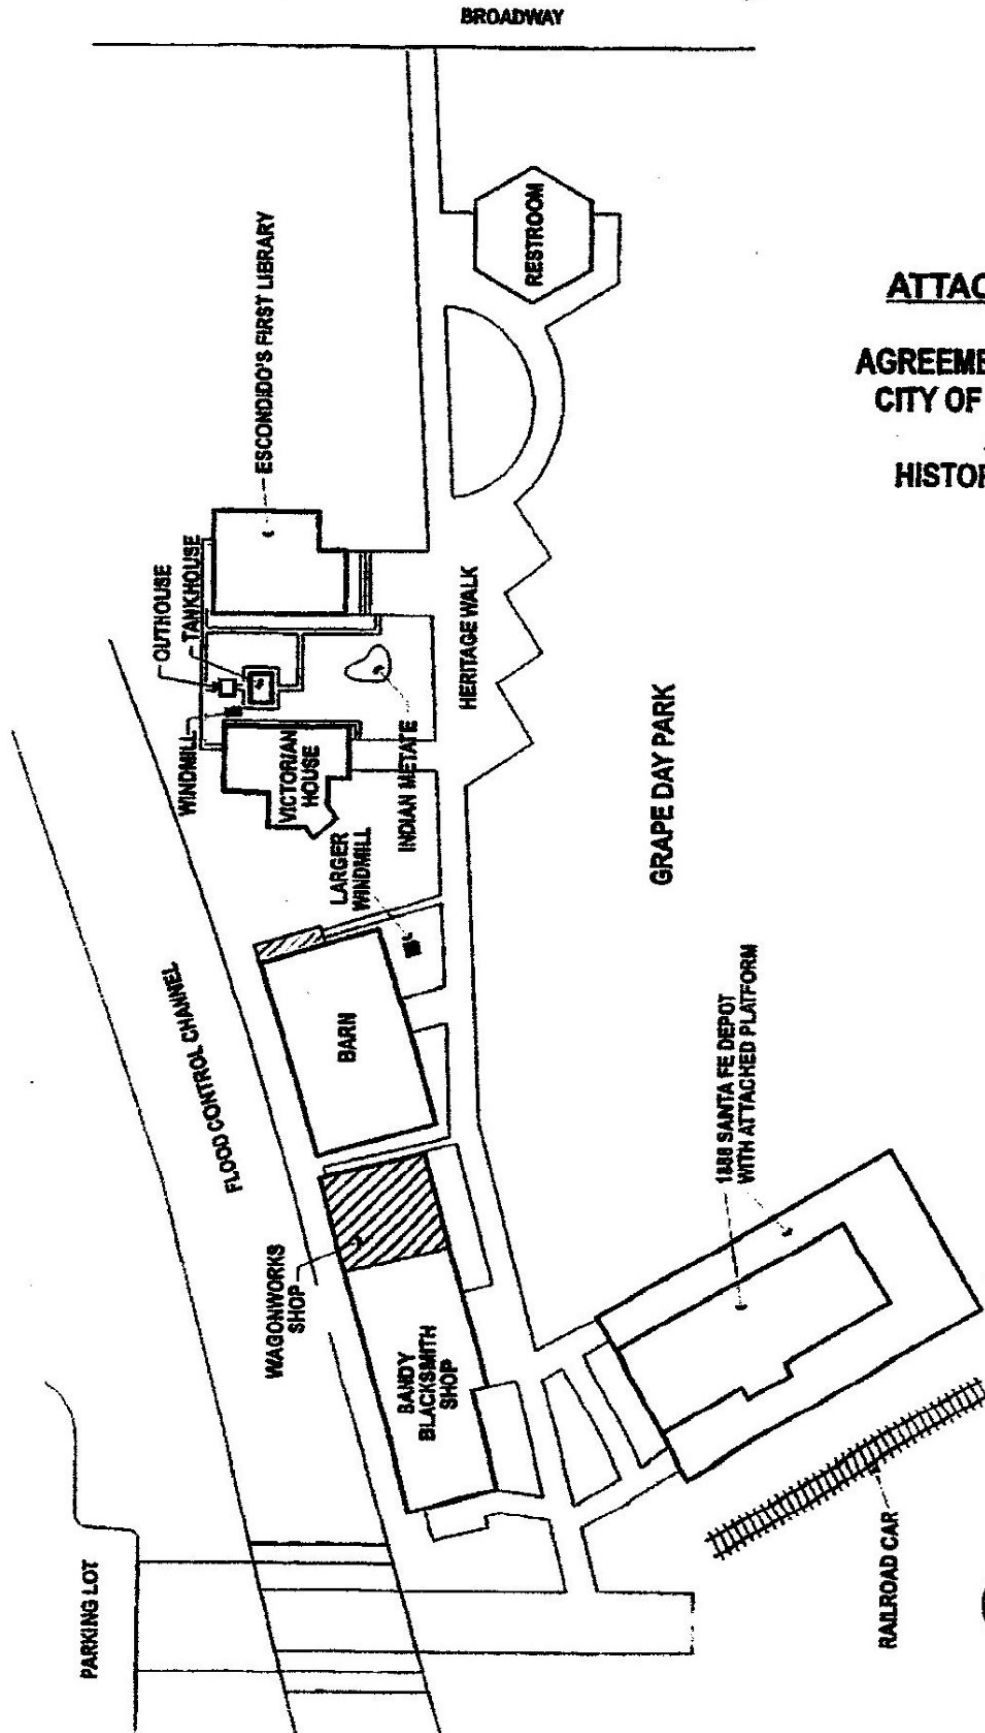 BROADWAY
ESCONDIDO'S FIRST LIBRARY
RESTROOM
OUTHOUSE
TANKHOUSE
WINDMILL
VICTORIAN
HOUSE
INDIAN METATE
HERITAGE WALK
LARGER
WINDMILL
GRAPE DAY PARK
BARN
FLOOD CONTROL CHANNEL
WAGONWORKS
SHOP
BANDY
BLACKSMITH
SHOP
1888 SANTA FE DEPOT
WITH ATTACHED PLATFORM
RAILROAD CAR
PARKING LOT
ATTAC
AGREEME
CITY OF
HISTOR